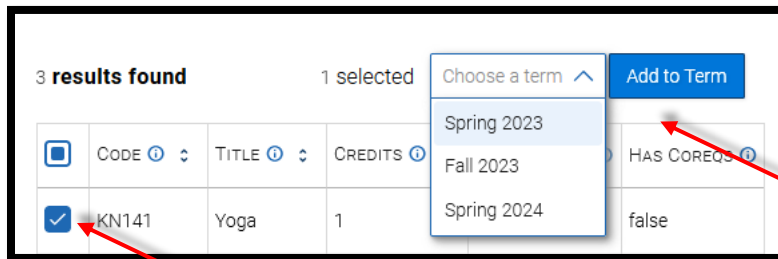 3 results found 1 selected Choose a term Add to Term
Spring 2023
CODE TITLE CREDITS HAS COREQS
Fall 2023
Spring 2024
KN141 Yoga 1 false